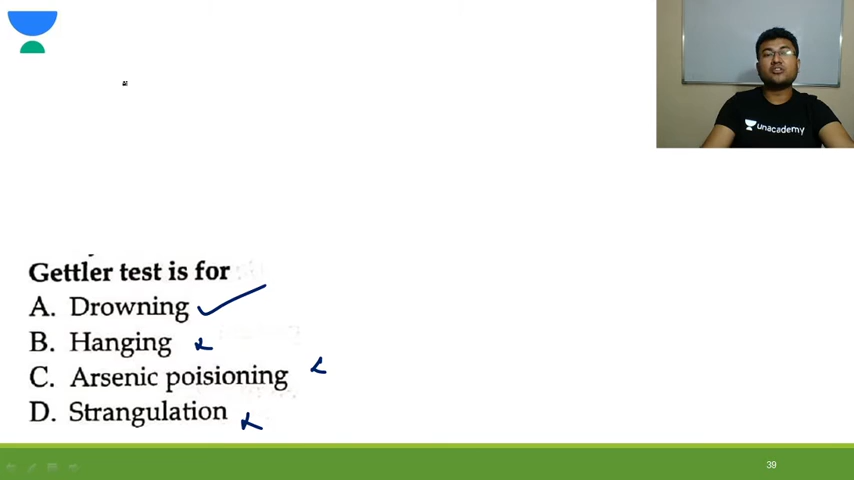 unacademy
Gettler test is for
A. Drowning
B. Hanging
C. Arsenic poisioning
D. Strangulation
39